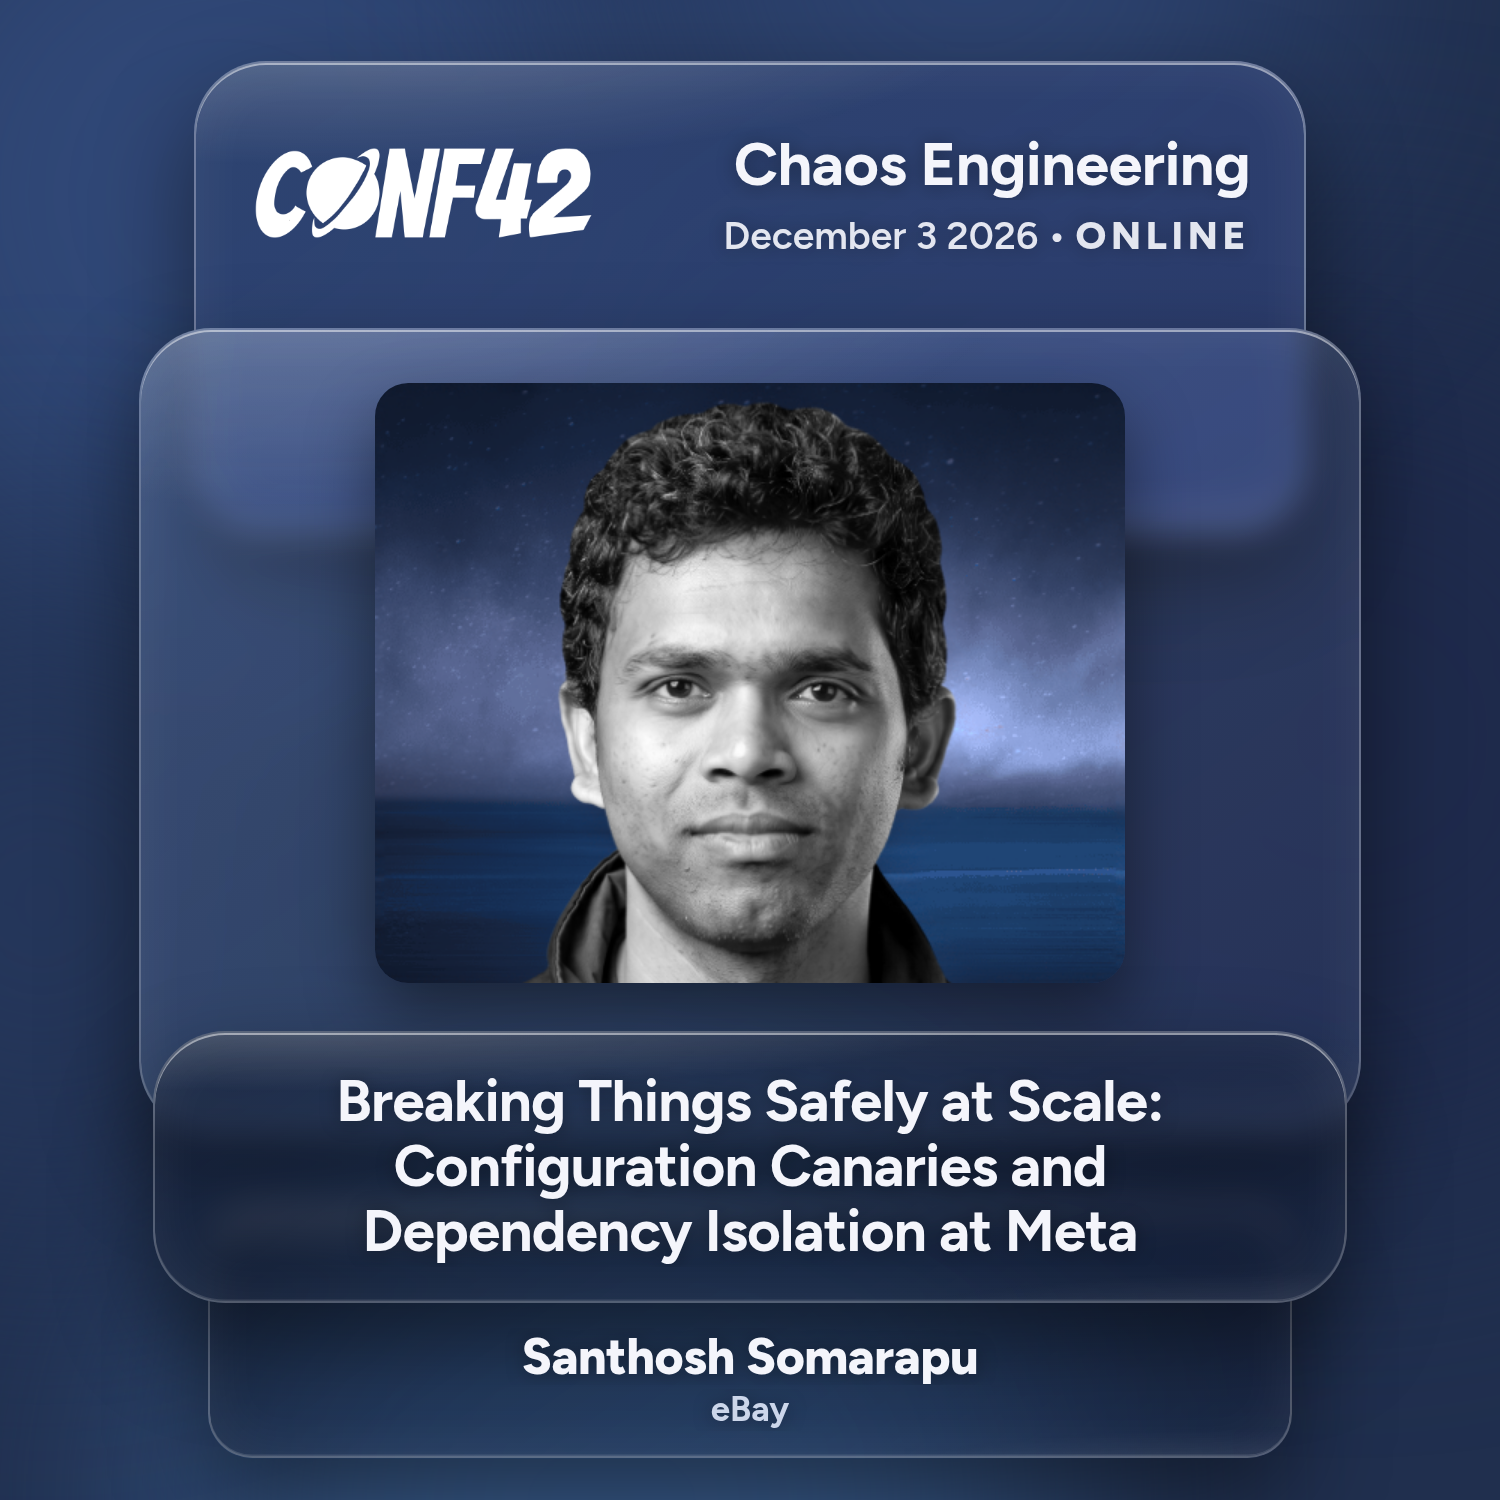 CONF42
Chaos Engineering
December 3 2026 • ONLINE
Breaking Things Safely at Scale:
Configuration Canaries and
Dependency Isolation at Meta
Santhosh Somarapu
eBay